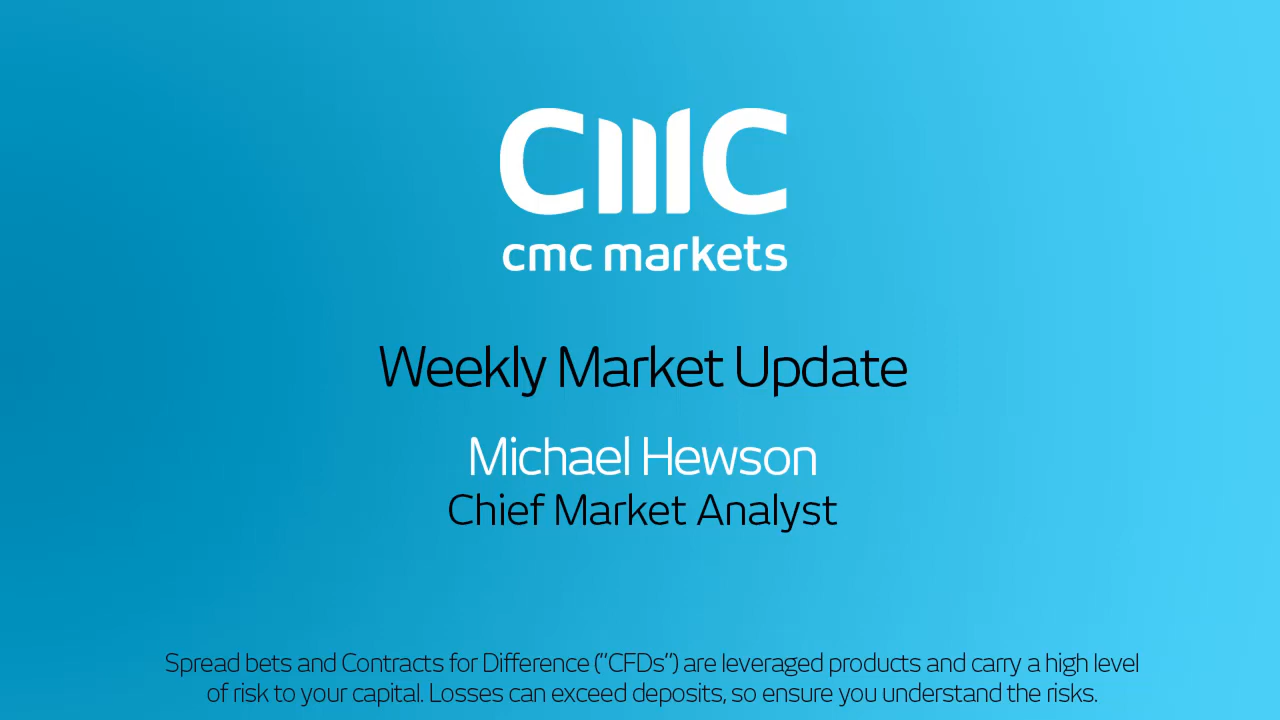 CMC
cmc markets
Weekly Market Update
Michael Hewson
Chief Market Analyst
Spread bets and Contracts for Difference (”CFDs”) are leveraged products and carry a high level
of risk to your capital. Losses can exceed deposits, so ensure you understand the risks.